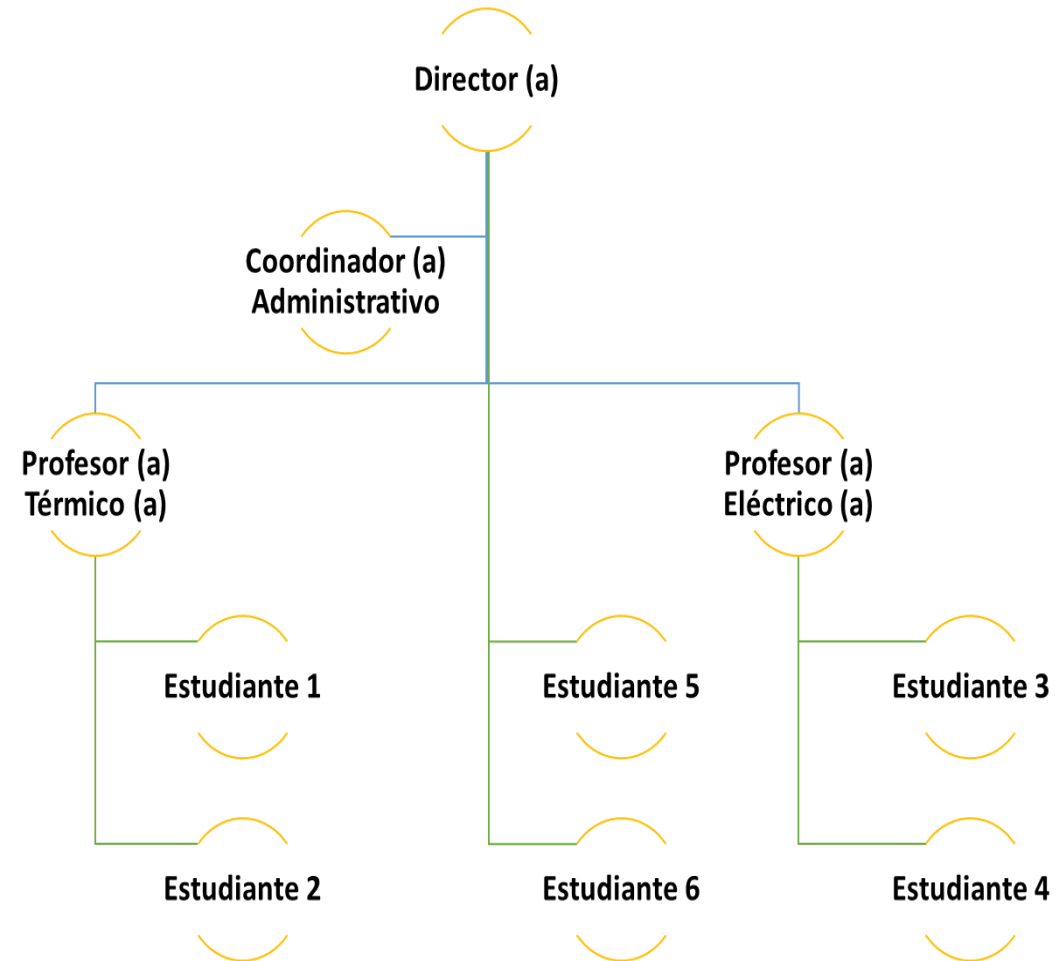 Director (a)
Coordinador (a)
Administrativo
Profesor (a)
Térmico (a)
Profesor (a)
Eléctrico (a)
Estudiante 1
Estudiante 5
Estudiante 3
Estudiante 2
Estudiante 6
Estudiante 4